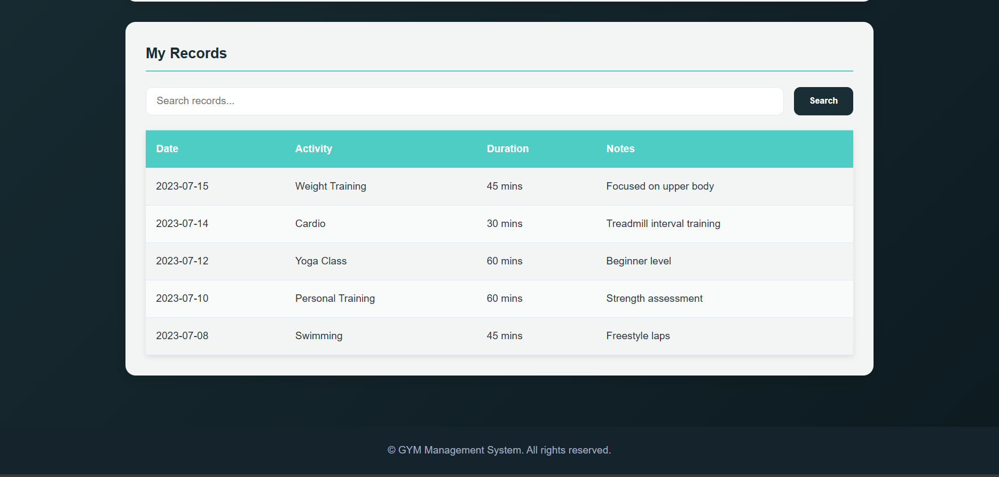 My Records
Search records...
Search
Date Activity Duration Notes
2023-07-15 Weight Training 45 mins Focused on upper body
2023-07-14 Cardio 30 mins Treadmill interval training
2023-07-12 Yoga Class 60 mins Beginner level
2023-07-10 Personal Training 60 mins Strength assessment
2023-07-08 Swimming 45 mins Freestyle laps
© GYM Management System. All rights reserved.